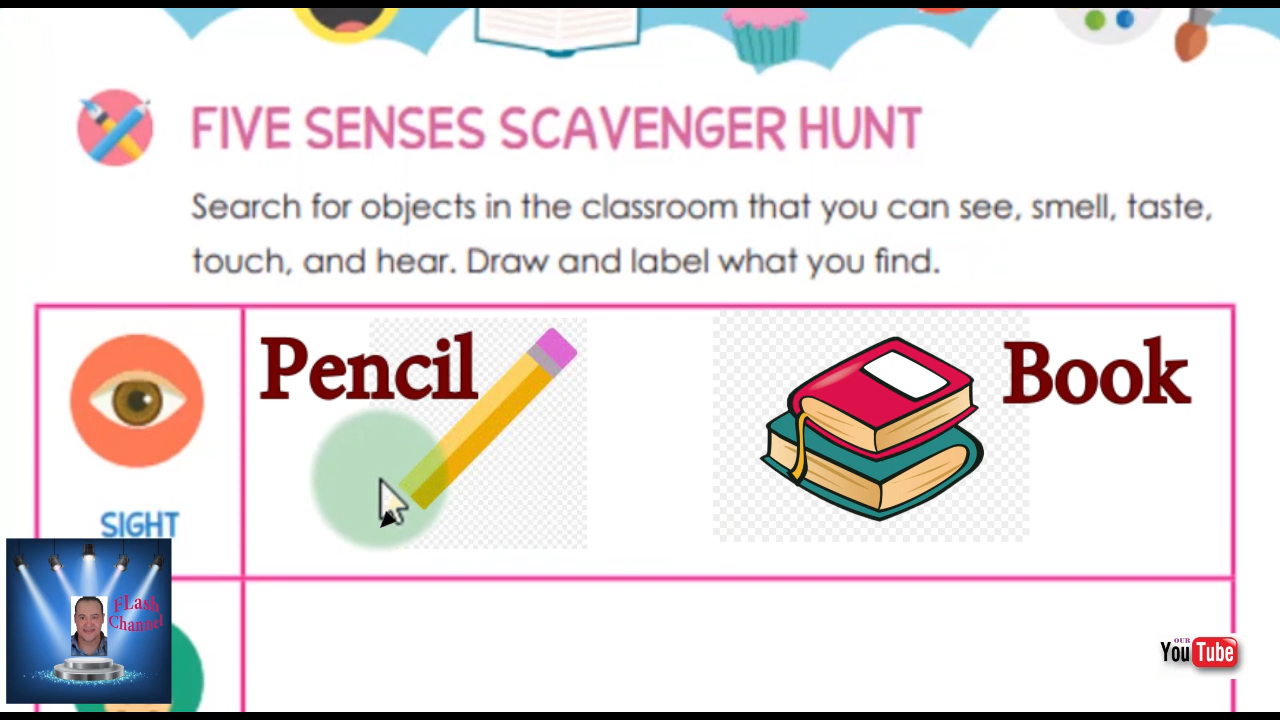 FIVE SENSES SCAVENGER HUNT
Search for objects in the classroom that you can see, smell, taste,
touch, and hear. Draw and label what you find.
Pencil
Book
SIGHT
FLash
Channel
OUR
YouTube